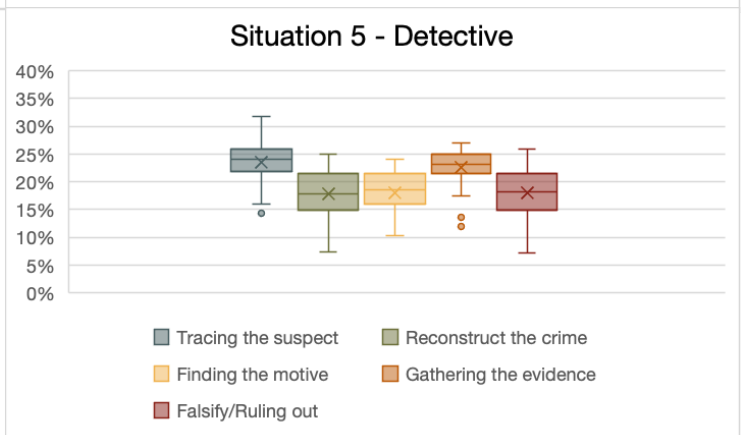 Situation 5 - Detective
40%
35%
30%
25%
20%
15%
10%
5%
0%
Tracing the suspect
Reconstruct the crime
Finding the motive
Gathering the evidence
Falsify/Ruling out